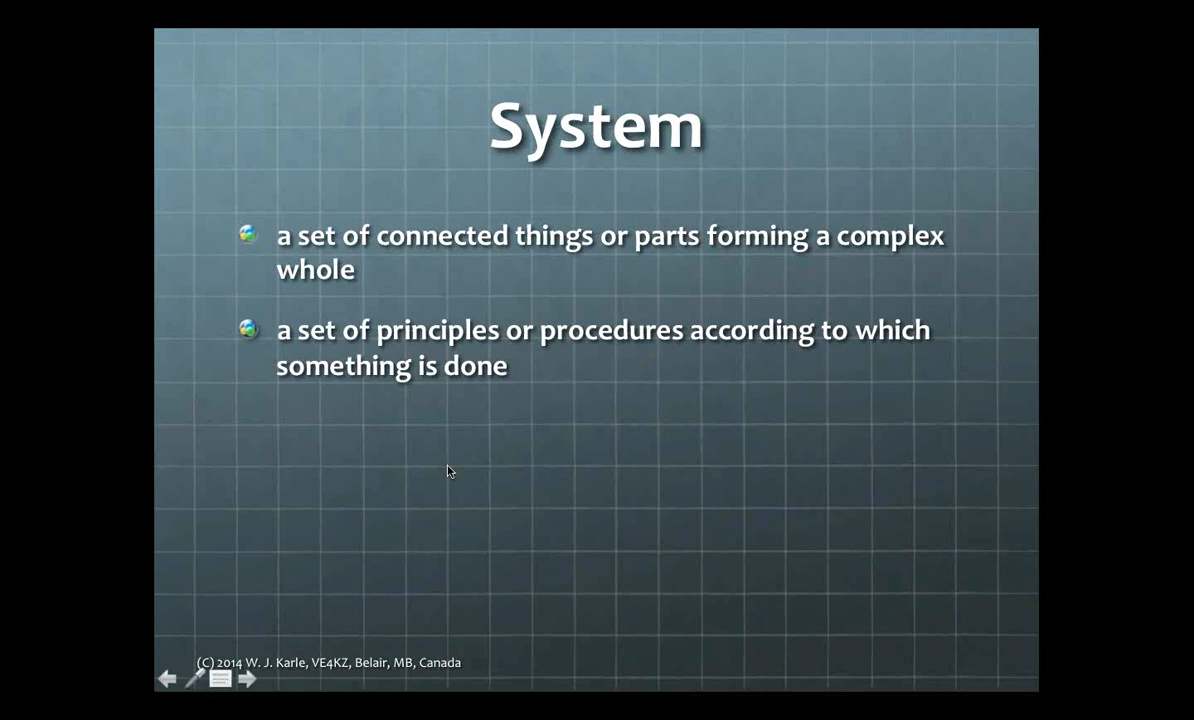 System
a set of connected things or parts forming a complex
whole
a set of principles or procedures according to which
something is done
(C) 2014 W. J. Karle, VE4KZ, Belair, MB, Canada